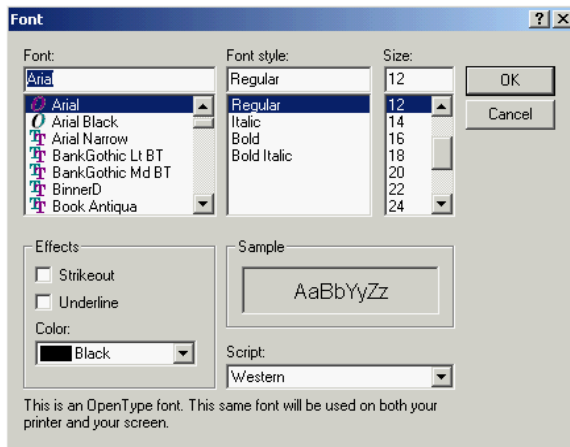 Font
Font:
Arial
Arial
Arial Black
Arial Narrow
BankGothic Lt BT
BankGothic Md BT
BinnerD
Book Antiqua
Font style:
Regular
Regular
Italic
Bold
Bold Italic
Size:
12
12
14
16
18
20
22
24
OK
Cancel
Effects
Strikeout
Underline
Color:
Black
Sample
AaBbYyZz
Script:
Western
This is an OpenType font. This same font will be used on both your
printer and your screen.